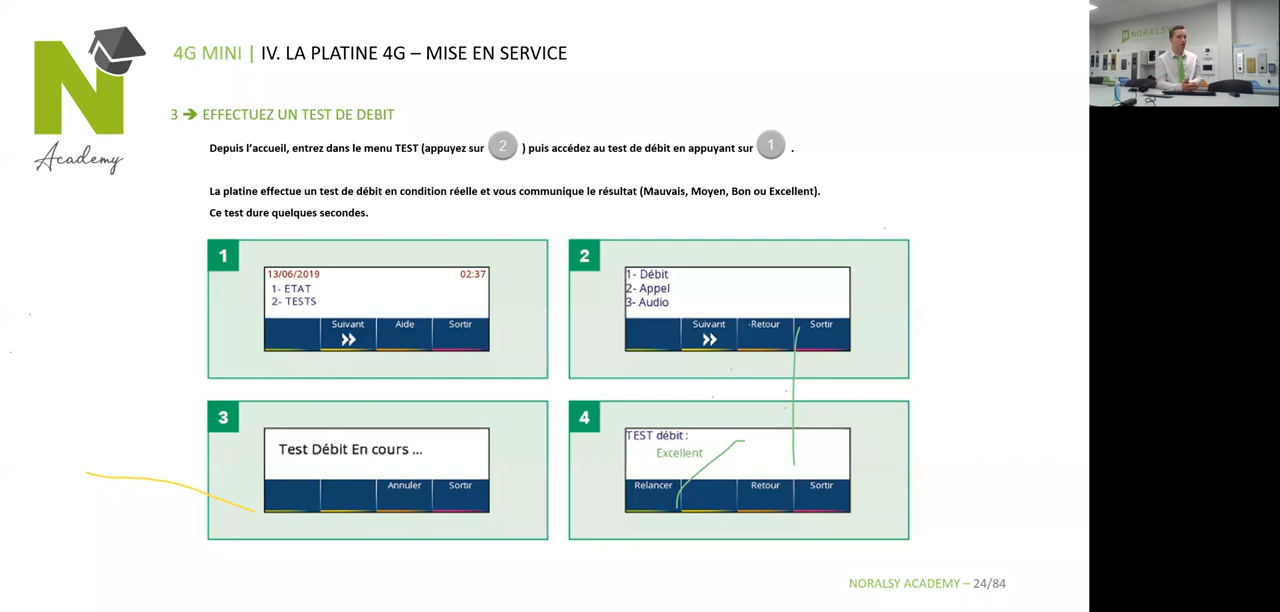 N
Academy
4G MINI | IV. LA PLATINE 4G – MISE EN SERVICE
3 ➔ EFFECTUEZ UN TEST DE DEBIT
Depuis l’accueil, entrez dans le menu TEST (appuyez sur 2 ) puis accédez au test de débit en appuyant sur 1 .
La platine effectue un test de débit en condition réelle et vous communique le résultat (Mauvais, Moyen, Bon ou Excellent).
Ce test dure quelques secondes.
1
13/06/2019 02:37
1- ETAT
2- TESTS
Suivant Aide Sortir
2
1- Débit
2- Appel
3- Audio
Suivant Retour Sortir
3
Test Débit En cours ...
Annuler Sortir
4
TEST débit :
Excellent
Relancer Retour Sortir
NORALSY ACADEMY – 24/84
NORALSY